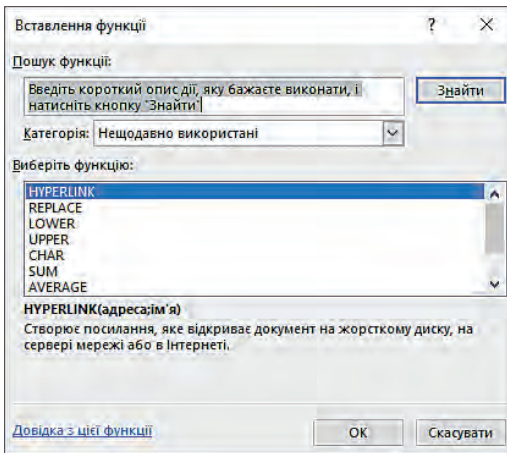 Вставлення функції ? ×
Пошук функції:
Введіть короткий опис дії, яку бажаєте виконати, і
натисніть кнопку "Знайти"
Знайти
Категорія: Нещодавно використані
Виберіть функцію:
HYPERLINK
REPLACE
LOWER
UPPER
CHAR
SUM
AVERAGE
HYPERLINK(адреса;ім'я)
Створює посилання, яке відкриває документ на жорсткому диску, на
сервері мережі або в Інтернеті.
Довідка з цієї функції
ОК
Скасувати